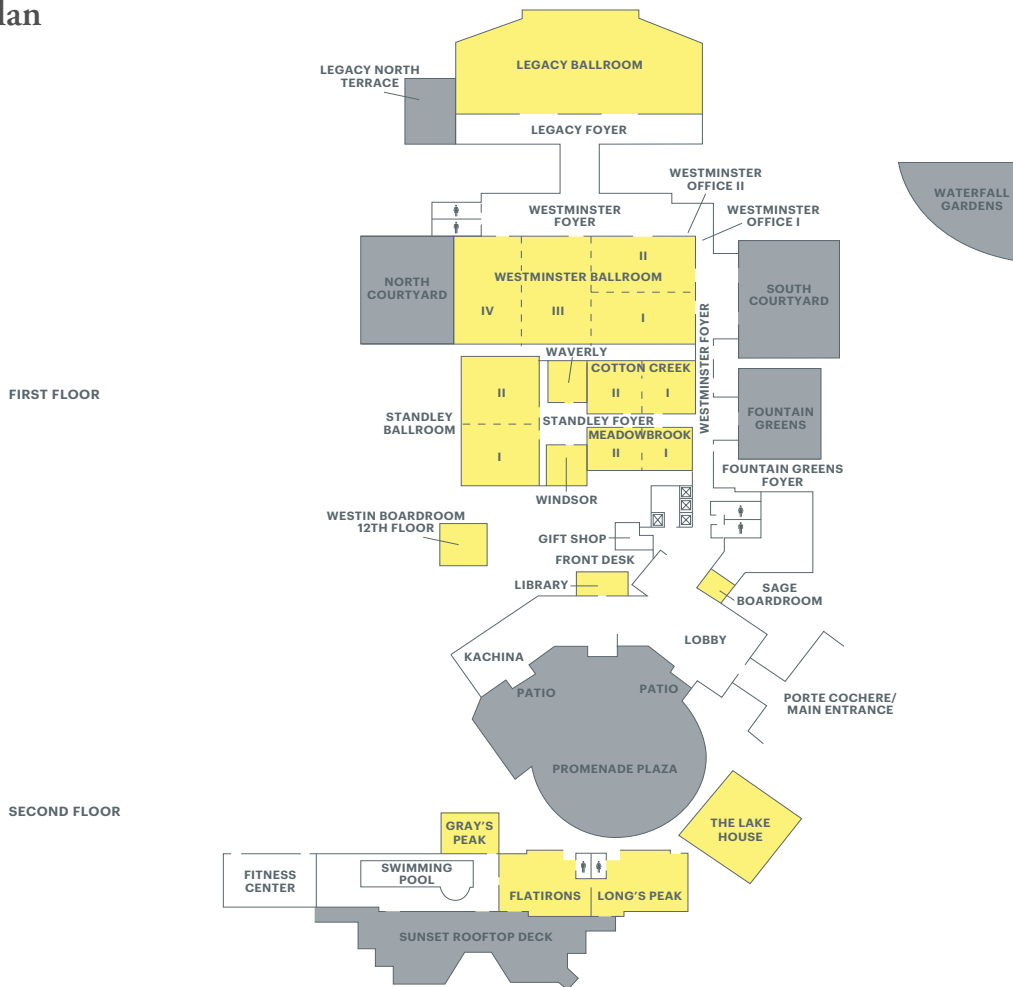 lan
LEGACY BALLROOM
LEGACY NORTH
TERRACE
LEGACY FOYER
WESTMINSTER
OFFICE II
WATERFALL
GARDENS
WESTMINSTER
FOYER
WESTMINSTER
OFFICE I
II
WESTMINSTER BALLROOM
NORTH
COURTYARD
SOUTH
COURTYARD
IV
III
I
WESTMINSTER FOYER
WAVERLY
COTTON CREEK
FIRST FLOOR
II
II
I
STANDLEY
BALLROOM
STANDLEY FOYER
FOUNTAIN
GREENS
MEADOWBROOK
I
II
I
FOUNTAIN GREENS
FOYER
WINDSOR
WESTIN BOARDROOM
12TH FLOOR
GIFT SHOP
FRONT DESK
LIBRARY
SAGE
BOARDROOM
LOBBY
KACHINA
PATIO
PATIO
PORTE COCHERE/
MAIN ENTRANCE
PROMENADE PLAZA
SECOND FLOOR
GRAY'S
PEAK
THE LAKE
HOUSE
FITNESS
CENTER
SWIMMING
POOL
FLATIRONS
LONG'S PEAK
SUNSET ROOFTOP DECK